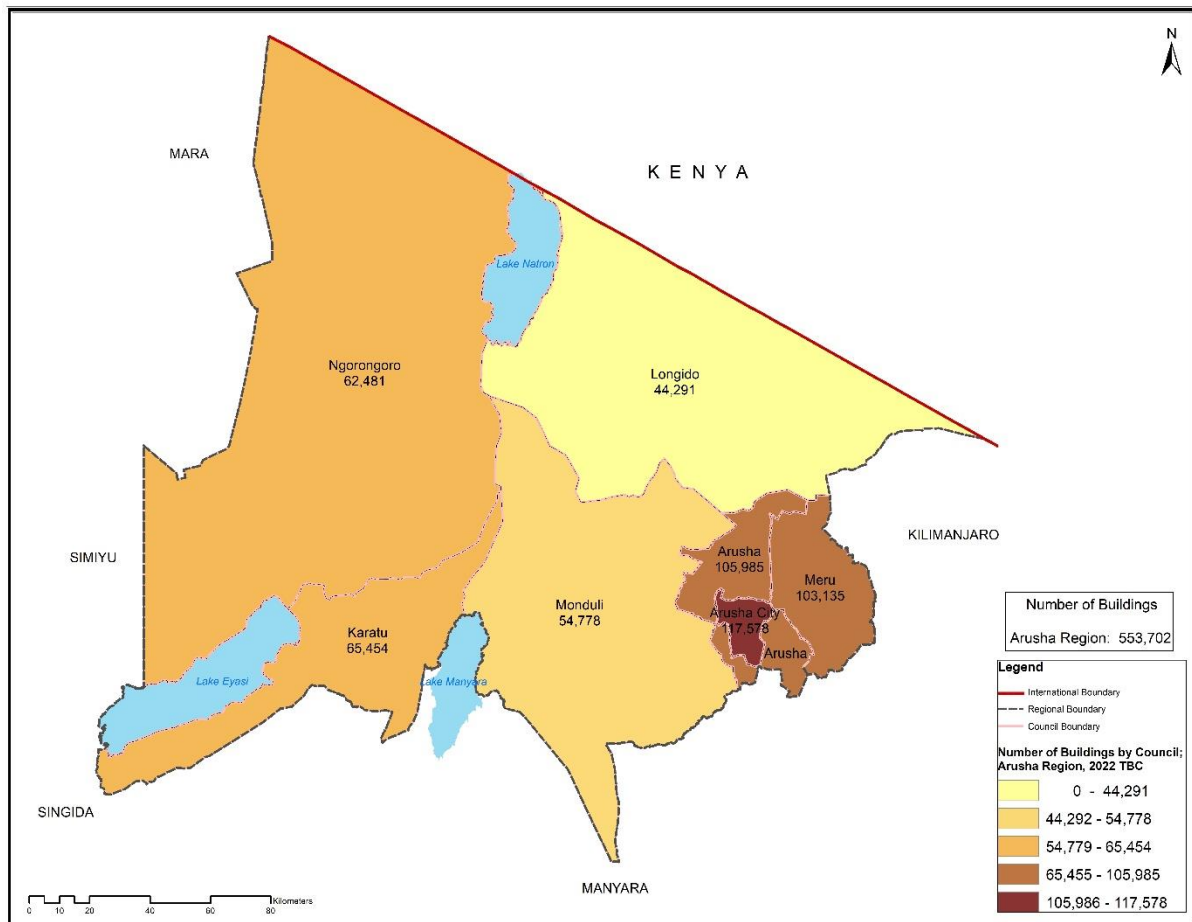 N
MARA
K E N Y A
Lake Natron
Ngorongoro
62,481
Longido
44,291
SIMIYU
KILIMANJARO
Arusha
105,985
Meru
103,135
Arusha City
117,578
Monduli
54,778
Karatu
65,454
Arusha
Lake Eyasi
Lake Manyara
SINGIDA
MANYARA
Number of Buildings
Arusha Region: 553,702
Legend
International Boundary
Regional Boundary
Council Boundary
Number of Buildings by Council;
Arusha Region, 2022 TBC
0 - 44,291
44,292 - 54,778
54,779 - 65,454
65,455 - 105,985
105,986 - 117,578
Kilometers
0 10 20 40 60 80